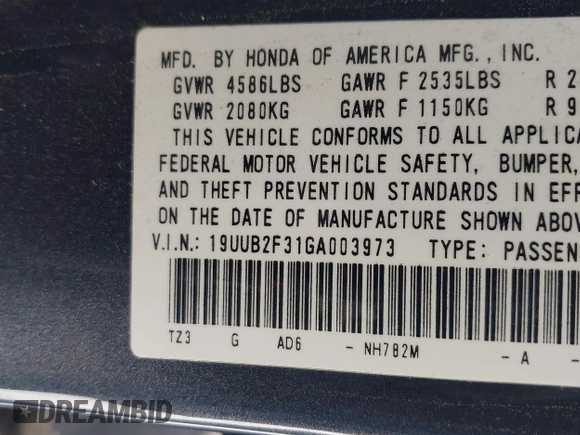 MFD. BY HONDA OF AMERICA MFG., INC.
GVWR 4586LBS GAWR F 2535LBS R 2
GVWR 2080KG GAWR F 1150KG R 9
THIS VEHICLE CONFORMS TO ALL APPLICA
FEDERAL MOTOR VEHICLE SAFETY, BUMPER,
AND THEFT PREVENTION STANDARDS IN EFF
ON THE DATE OF MANUFACTURE SHOWN ABOV
V.I.N.: 19UUB2F31GA003973 TYPE: PASSEN
TZ3 G AD6 - NH782M - A -
DREAMBID